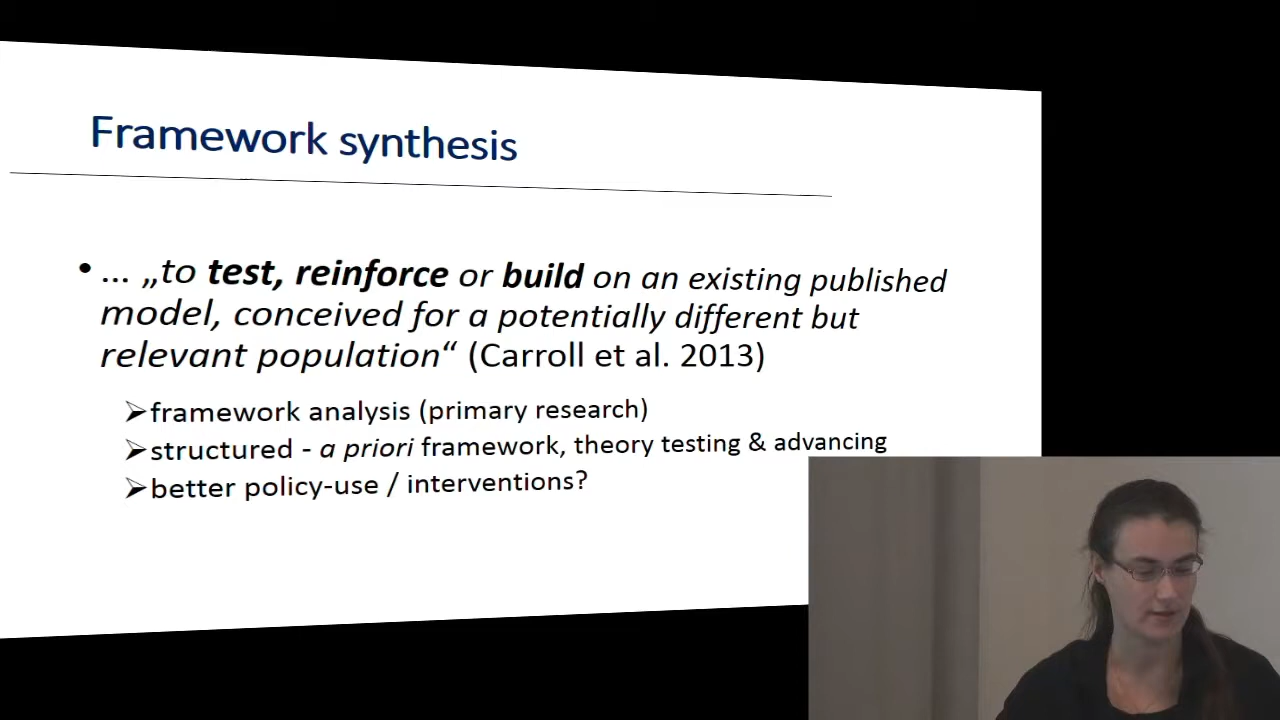 Framework synthesis
• ... „to test, reinforce or build on an existing published
model, conceived for a potentially different but
relevant population“ (Carroll et al. 2013)
➢framework analysis (primary research)
➢structured - a priori framework, theory testing & advancing
➢better policy-use / interventions?